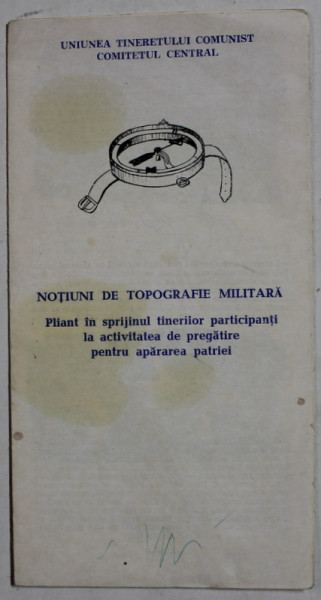 UNIUNEA TINERETULUI COMUNIST
COMITETUL CENTRAL
NOȚIUNI DE TOPOGRAFIE MILITARĂ
Pliant în sprijinul tinerilor participanți
la activitatea de pregătire
pentru apărarea patriei